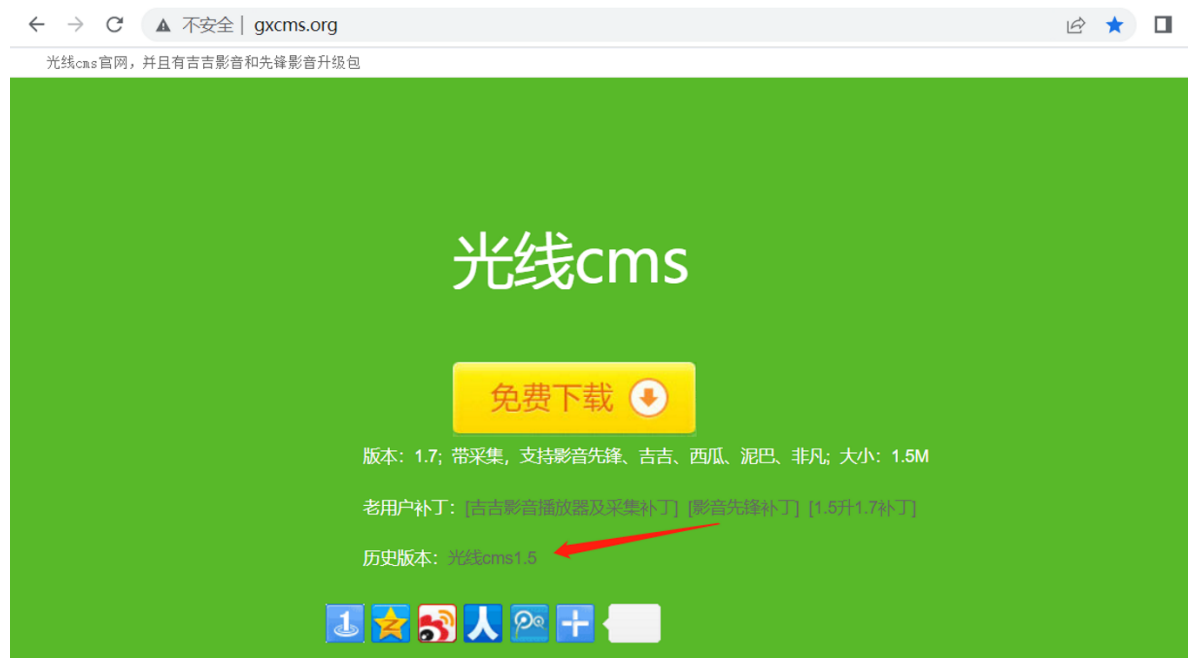 不安全 | gxcms.org
光线cms官网，并且有吉吉影音和先锋影音升级包
光线cms
免费下载
版本：1.7; 带采集，支持影音先锋、吉吉、西瓜、泥巴、非凡; 大小：1.5M
老用户补丁：[吉吉影音播放器及采集补丁] [影音先锋补丁] [1.5升1.7补丁]
历史版本：光线cms1.5